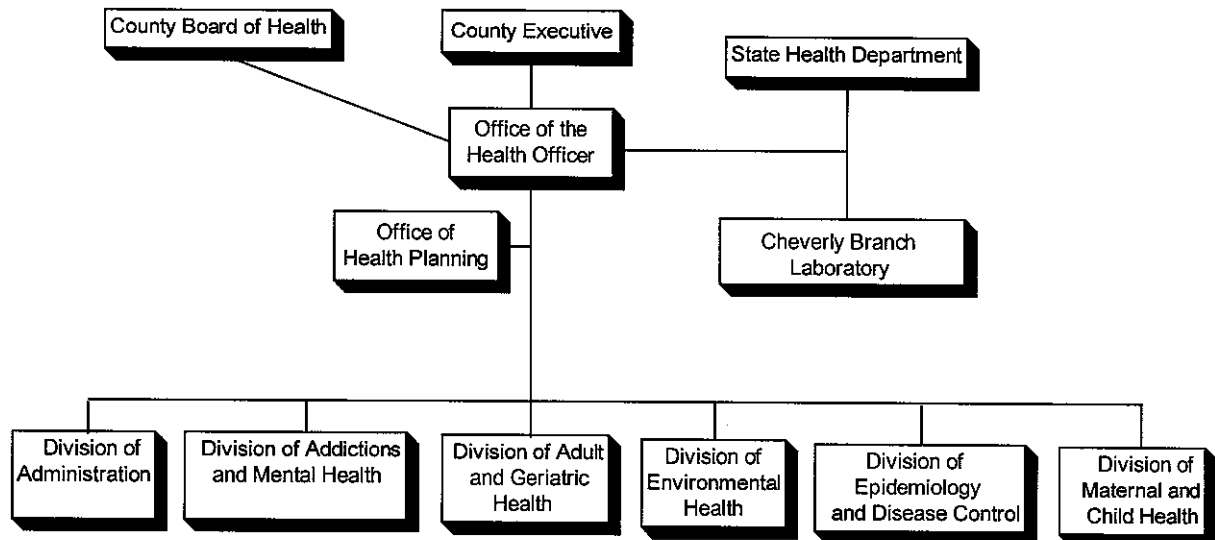 County Board of Health
County Executive
State Health Department
Office of the
Health Officer
Office of
Health Planning
Cheverly Branch
Laboratory
Division of
Administration
Division of Addictions
and Mental Health
Division of Adult
and Geriatric
Health
Division of
Environmental
Health
Division of
Epidemiology
and Disease Control
Division of
Maternal and
Child Health